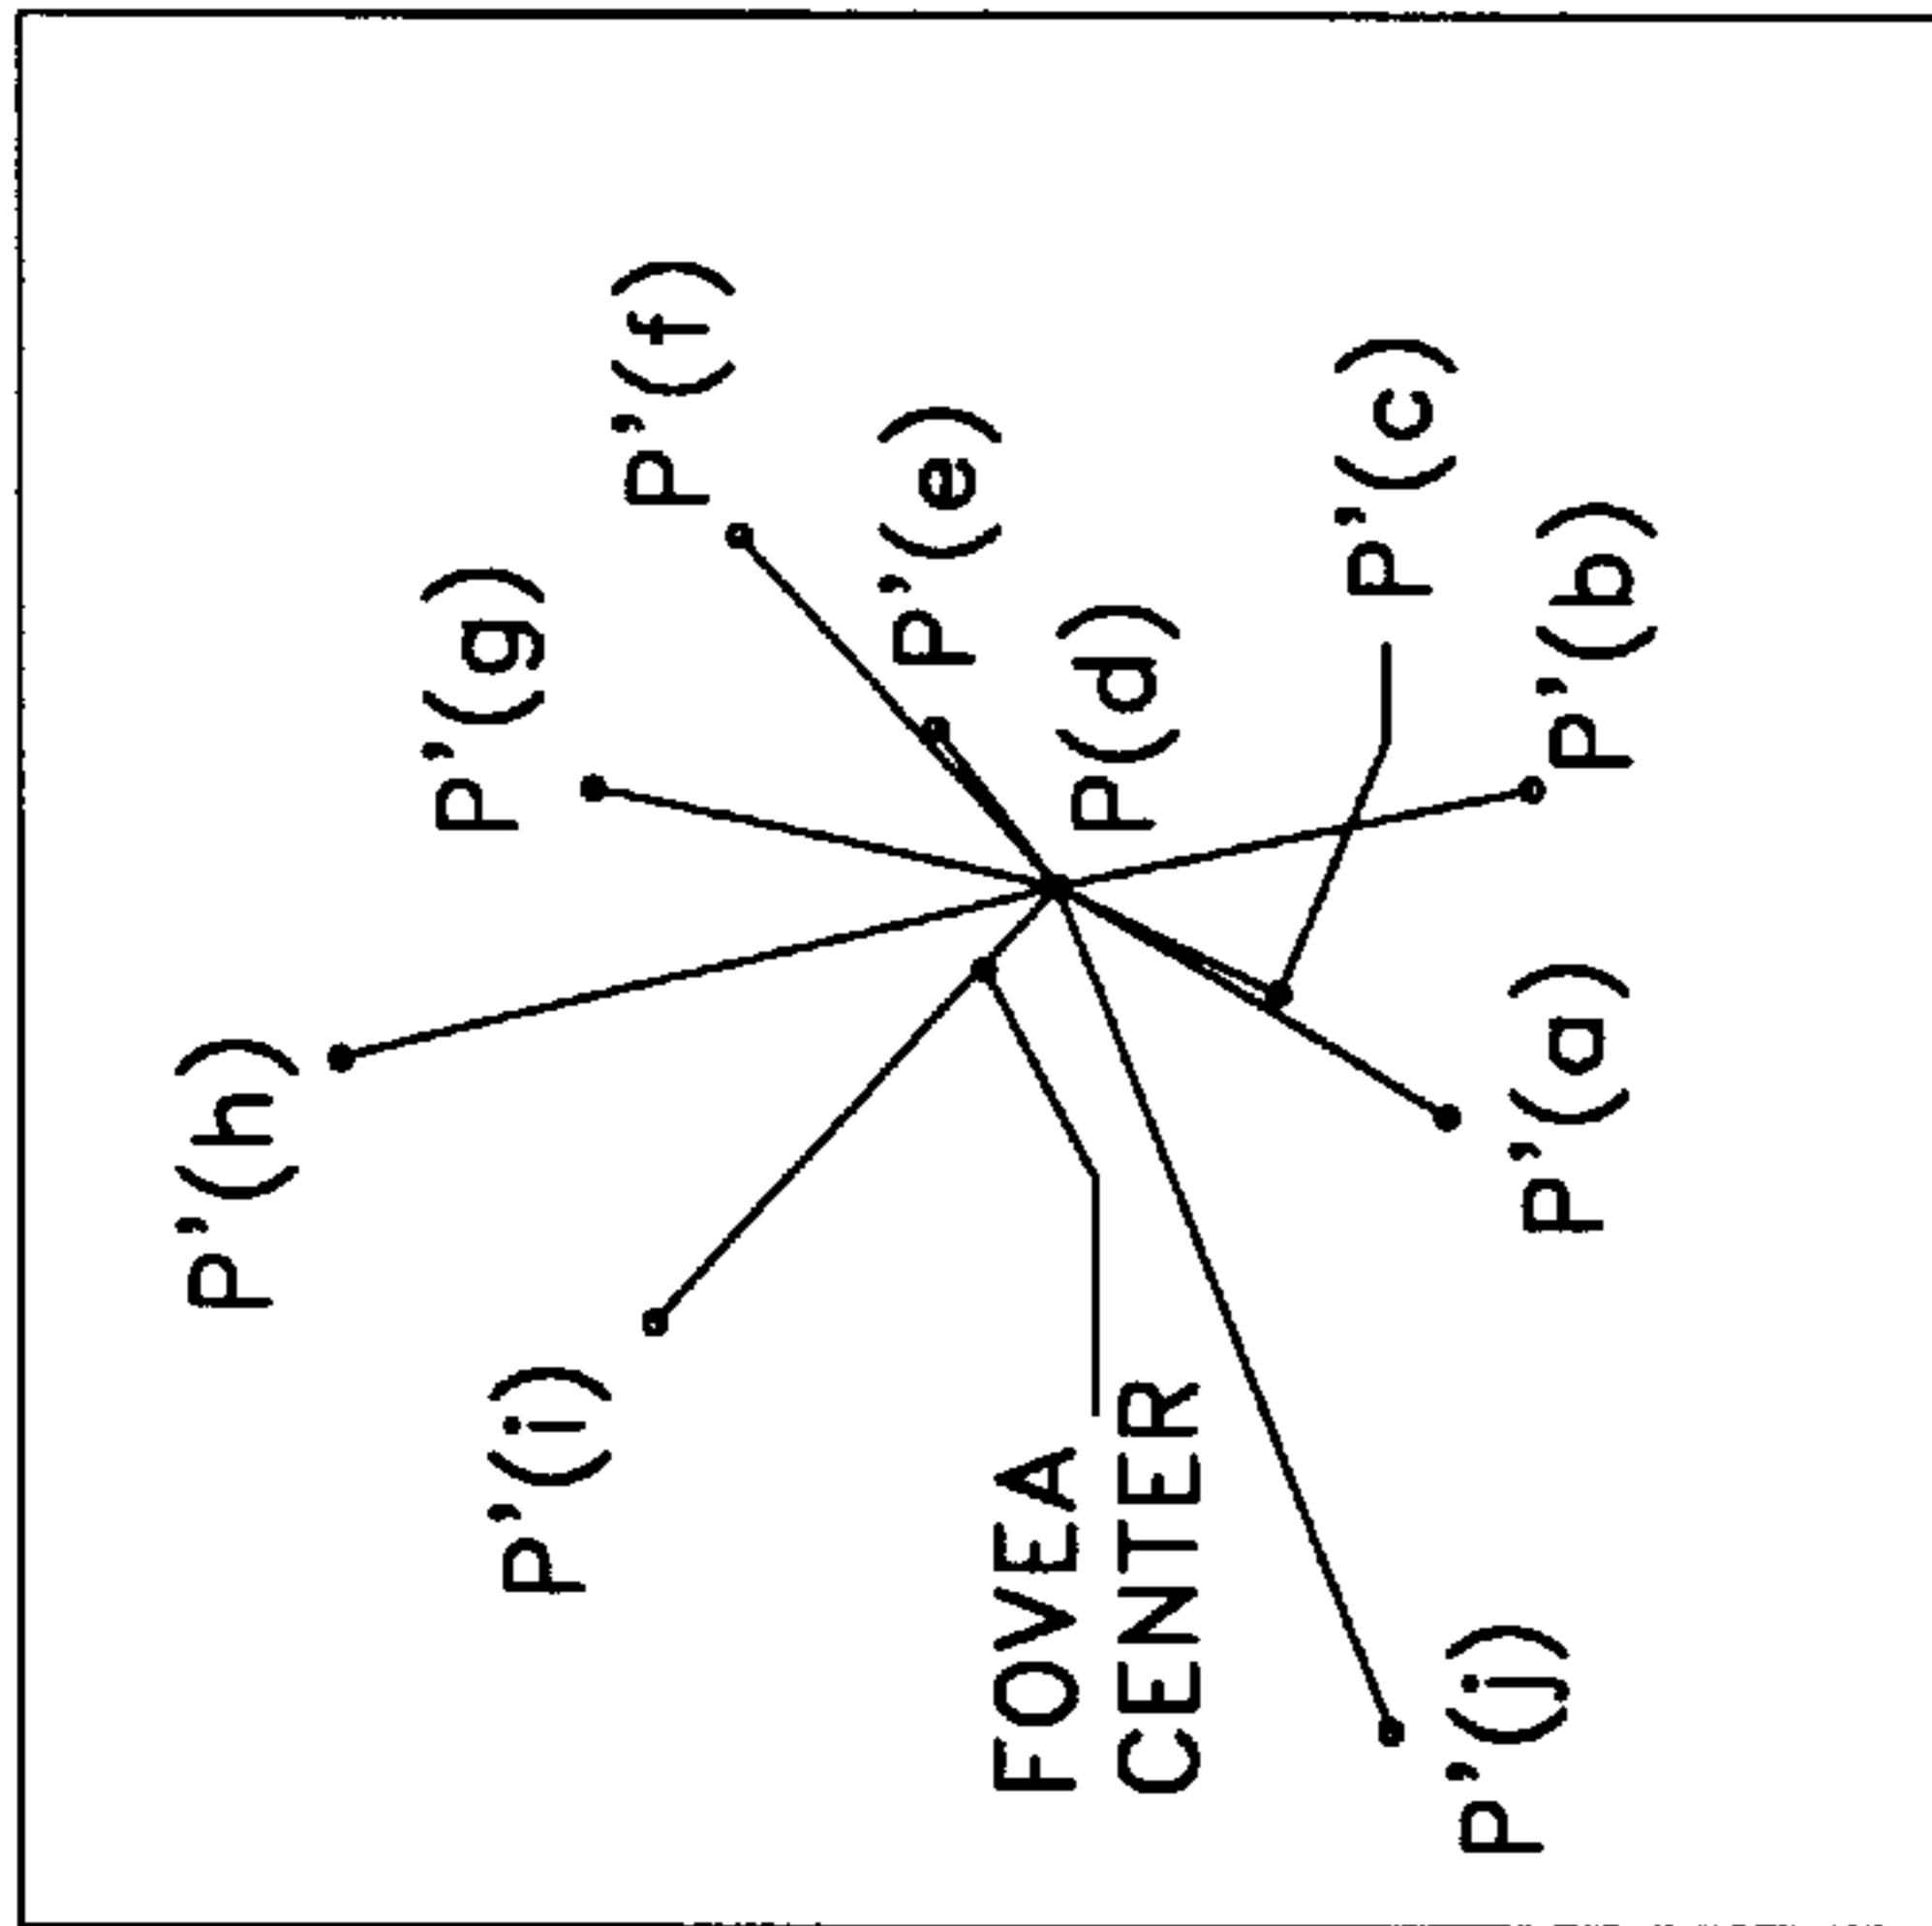 P'(h)
P'(g)
P'(i)
P'(f)
P'(e)
FOVEA
CENTER
P(d)
P'(c)
P'(j)
P'(a)
P'(b)